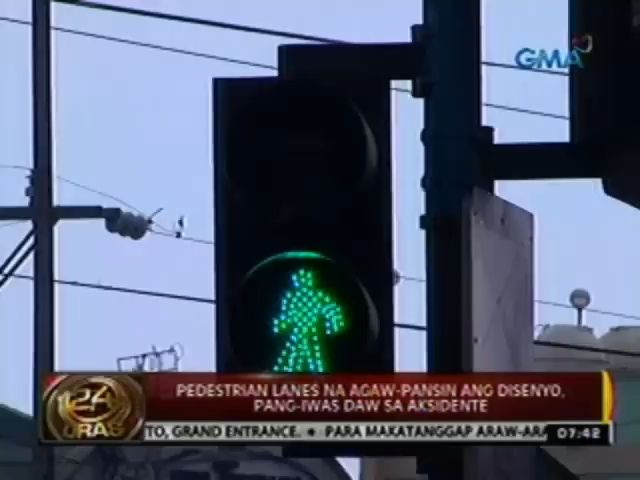 GMA
24 ORAS
PEDESTRIAN LANES NA AGAW-PANSIN ANG DISENYO,
PANG-IWAS DAW SA AKSIDENTE
TO, GRAND ENTRANCE. • PARA MAKATANGGAP ARAW-ARA
07:42